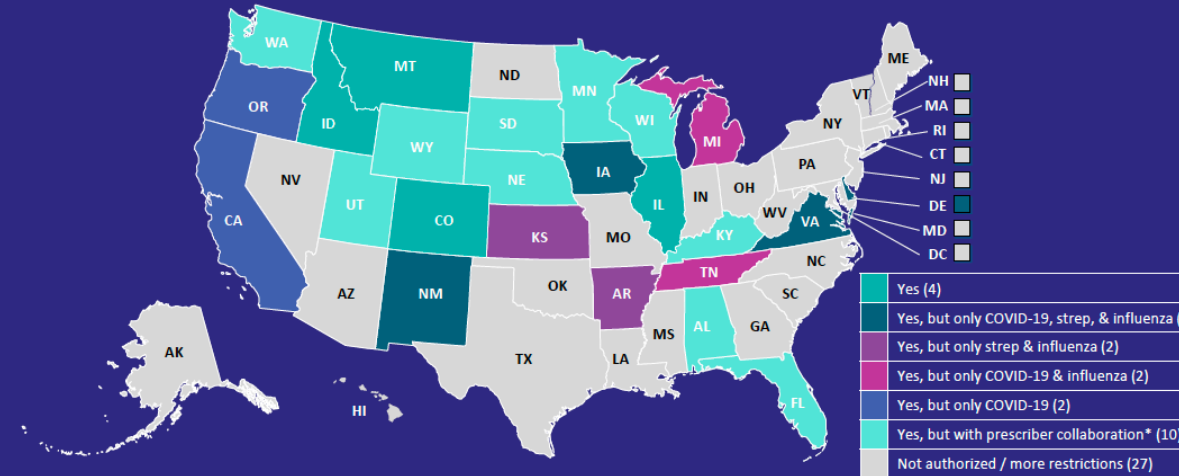 WA
MT
ND
MN
ME
VT
NH
MA
RI
CT
NJ
DE
MD
DC
OR
ID
SD
WI
MI
NY
WY
IA
PA
NE
NV
UT
CO
IL
IN
OH
WV
VA
CA
KS
MO
KY
NC
TN
AZ
NM
OK
AR
SC
MS
AL
GA
AK
TX
LA
HI
FL
Yes (4)
Yes, but only COVID-19, strep, & influenza (
Yes, but only strep & influenza (2)
Yes, but only COVID-19 & influenza (2)
Yes, but only COVID-19 (2)
Yes, but with prescriber collaboration* (10)
Not authorized / more restrictions (27)